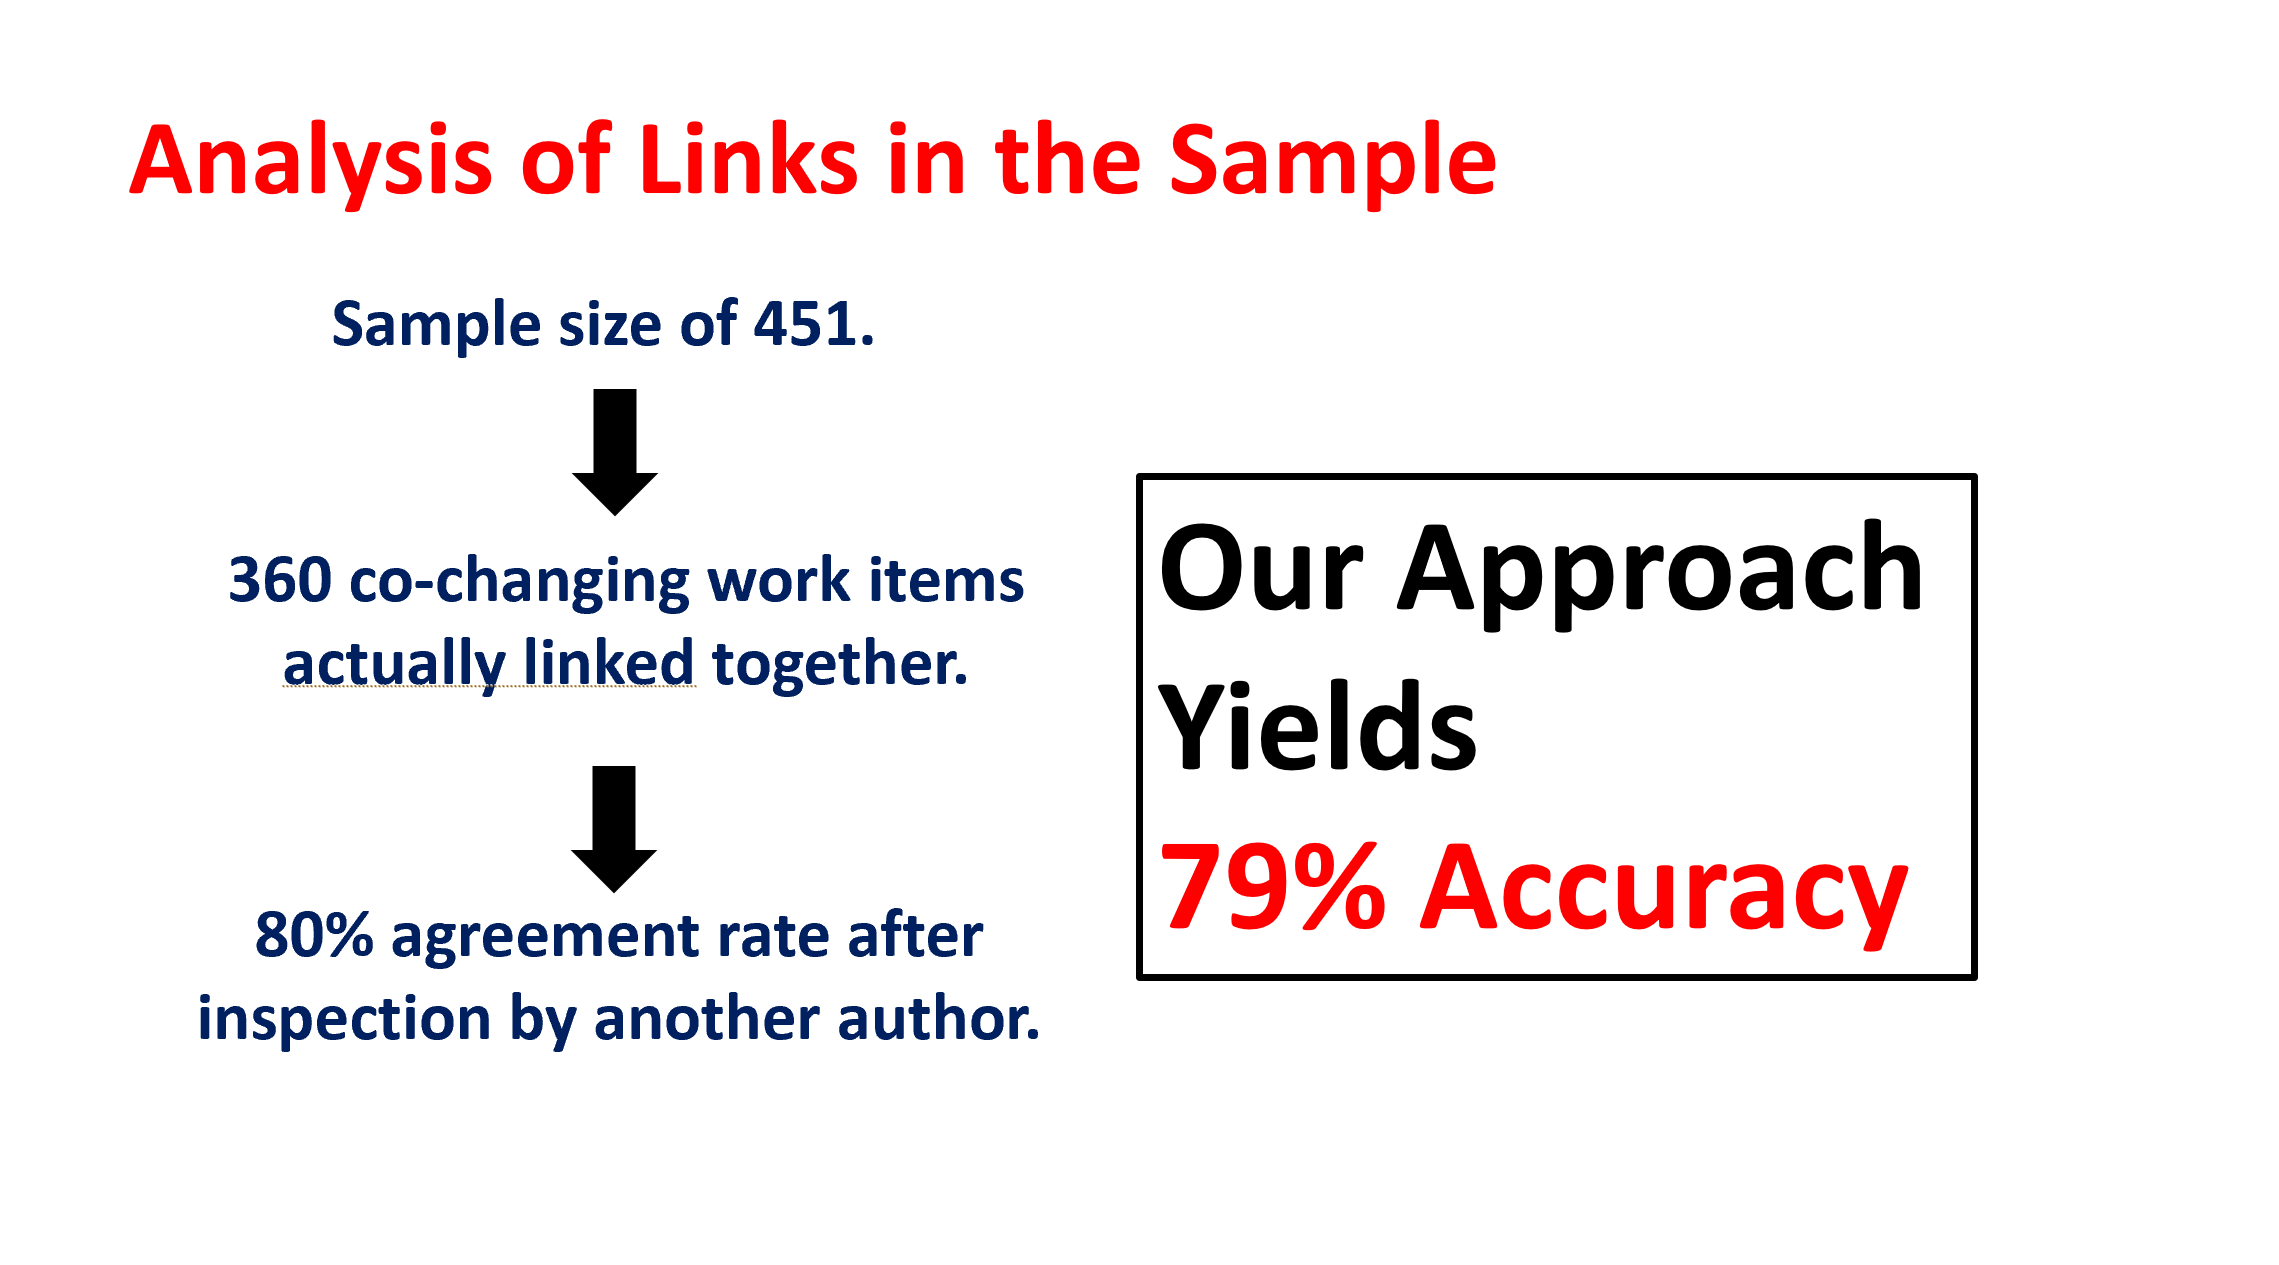 Analysis of Links in the Sample
Sample size of 451.
360 co-changing work items
actually linked together.
80% agreement rate after
inspection by another author.
Our Approach
Yields
79% Accuracy